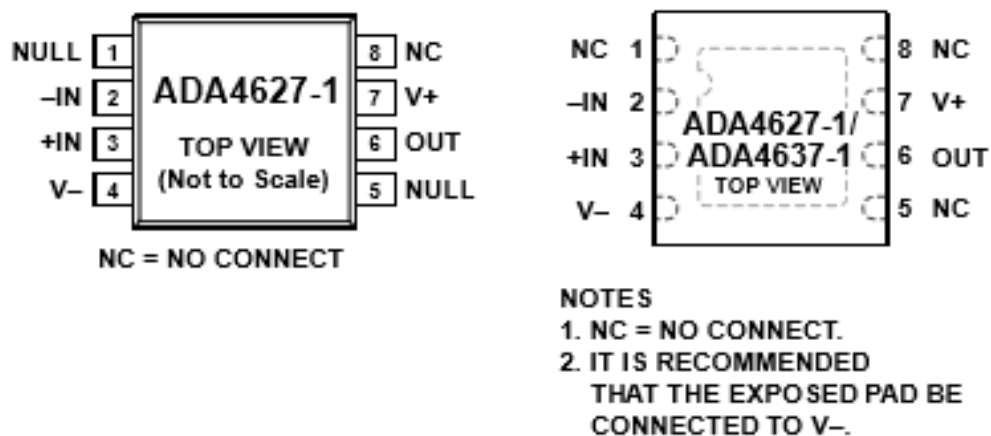 NULL 1
–IN 2
+IN 3
V– 4
ADA4627-1
TOP VIEW
(Not to Scale)
8 NC
7 V+
6 OUT
5 NULL
NC = NO CONNECT
NC 1
–IN 2
+IN 3
V– 4
ADA4627-1/
ADA4637-1
TOP VIEW
8 NC
7 V+
6 OUT
5 NC
NOTES
1. NC = NO CONNECT.
2. IT IS RECOMMENDED
THAT THE EXPOSED PAD BE
CONNECTED TO V–.